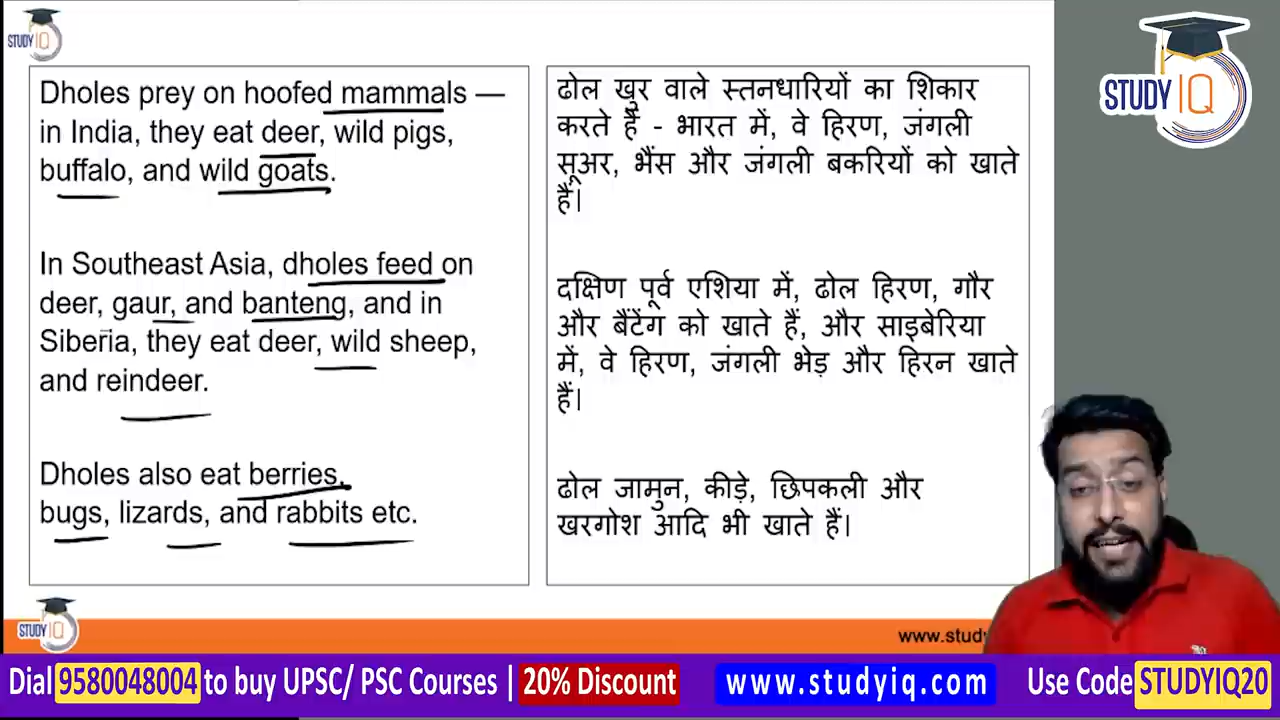 STUDY IQ
Dholes prey on hoofed mammals —
in India, they eat deer, wild pigs,
buffalo, and wild goats.
In Southeast Asia, dholes feed on
deer, gaur, and banteng, and in
Siberia, they eat deer, wild sheep,
and reindeer.
Dholes also eat berries,
bugs, lizards, and rabbits etc.
ढोल खुर वाले स्तनधारियों का शिकार
करते हैं - भारत में, वे हिरण, जंगली
सूअर, भैंस और जंगली बकरियों को खाते
हैं।
दक्षिण पूर्व एशिया में, ढोल हिरण, गौर
और बैंटेंग को खाते हैं, और साइबेरिया
में, वे हिरण, जंगली भेड़ और हिरन खाते
हैं।
ढोल जामुन, कीड़े, छिपकली और
खरगोश आदि भी खाते हैं।
STUDY IQ
STUDY IQ
www.study
Dial 9580048004 to buy UPSC/ PSC Courses | 20% Discount www.studyiq.com Use Code STUDYIQ20